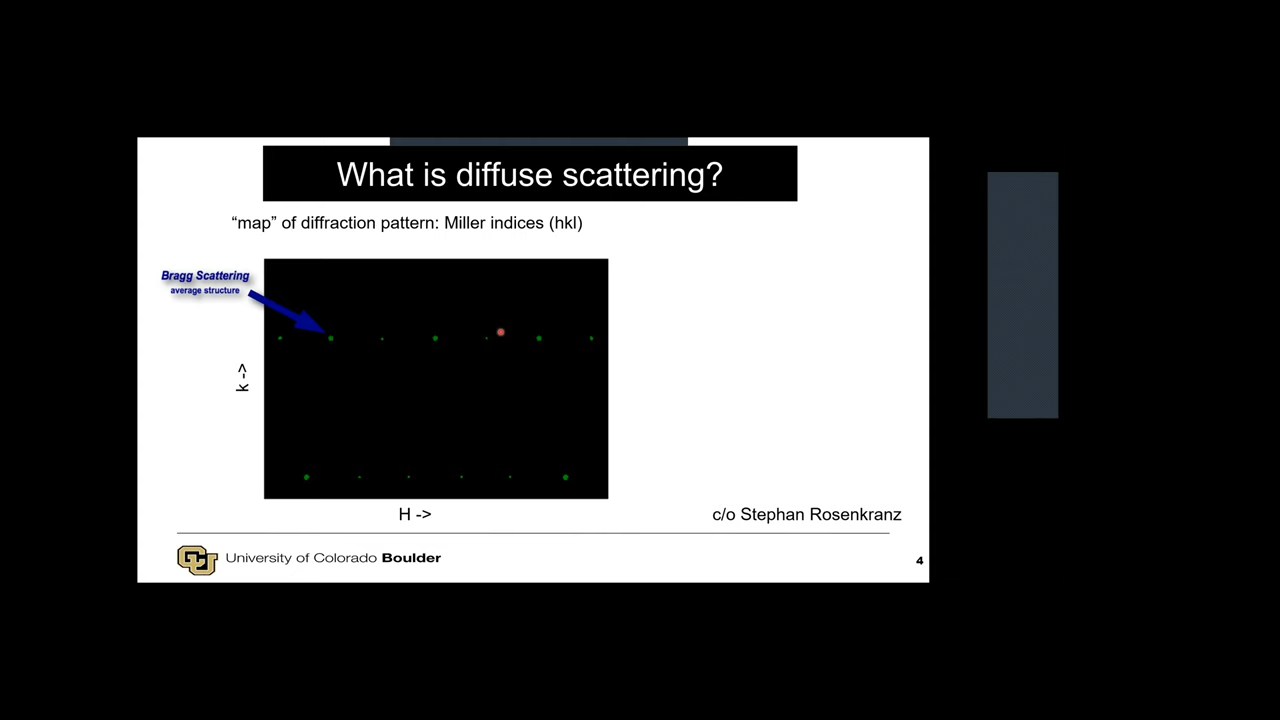 What is diffuse scattering?
“map” of diffraction pattern: Miller indices (hkl)
Bragg Scattering
average structure
k ->
H ->
c/o Stephan Rosenkranz
CU
University of Colorado Boulder
4